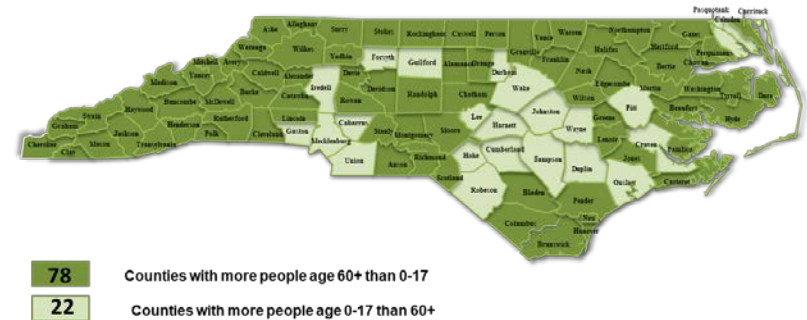 Pasquotank Currituck
Camden
Ashe Alleghany Surry Stokes Rockingham Caswell Person Vance Warren Northampton Gates
Granville Halifax Hertford Perquimans
Watauga Wilkes Yadkin Forsyth Guilford Alamance Orange Durham Franklin Bertie Chowan
Mitchell Avery
Madison Yancey Caldwell Alexander Iredell Davie Nash Edgecombe Martin Washington Tyrrell Dare
Davidson Randolph Chatham Wake Wilson
Buncombe McDowell Burke Catawba Rowan Johnston Pitt Beaufort Hyde
Swain Haywood Rutherford Lincoln Cabarrus Lee Harnett Wayne Greene
Graham Jackson Henderson Polk Cleveland Gaston Mecklenburg Stanly Montgomery Moore Lenoir Craven Pamlico
Cherokee Clay Macon Transylvania Union Anson Richmond Hoke Cumberland Sampson Duplin Jones
Scotland Robeson Bladen Pender Onslow Carteret
Columbus New
Hanover
Brunswick
78 Counties with more people age 60+ than 0-17
22 Counties with more people age 0-17 than 60+